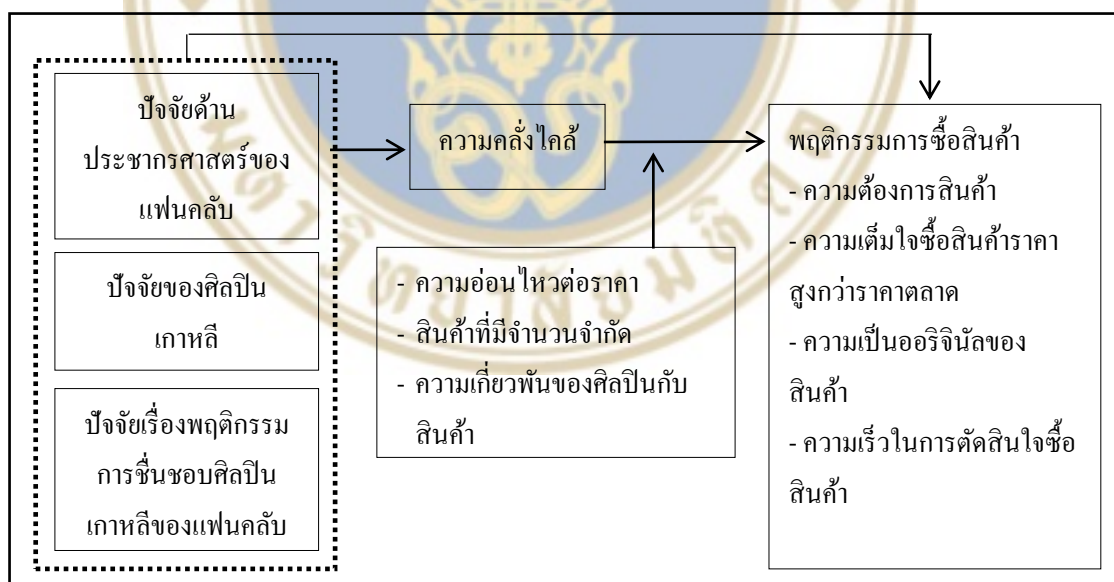 ปัจจัยด้าน
ประชากรศาสตร์ของ
แฟนคลับ
ปัจจัยของศิลปิน
เกาหลี
ปัจจัยเรื่องพฤติกรรม
การชื่นชอบศิลปิน
เกาหลีของแฟนคลับ
ความคลั่งไคล้
- ความอ่อนไหวต่อราคา
- สินค้าที่มีจำนวนจำกัด
- ความเกี่ยวพันของศิลปินกับ
สินค้า
พฤติกรรมการซื้อสินค้า
- ความต้องการสินค้า
- ความเต็มใจซื้อสินค้าราคา
สูงกว่าราคาตลาด
- ความเป็นออริจินัลของ
สินค้า
- ความเร็วในการตัดสินใจซื้อ
สินค้า